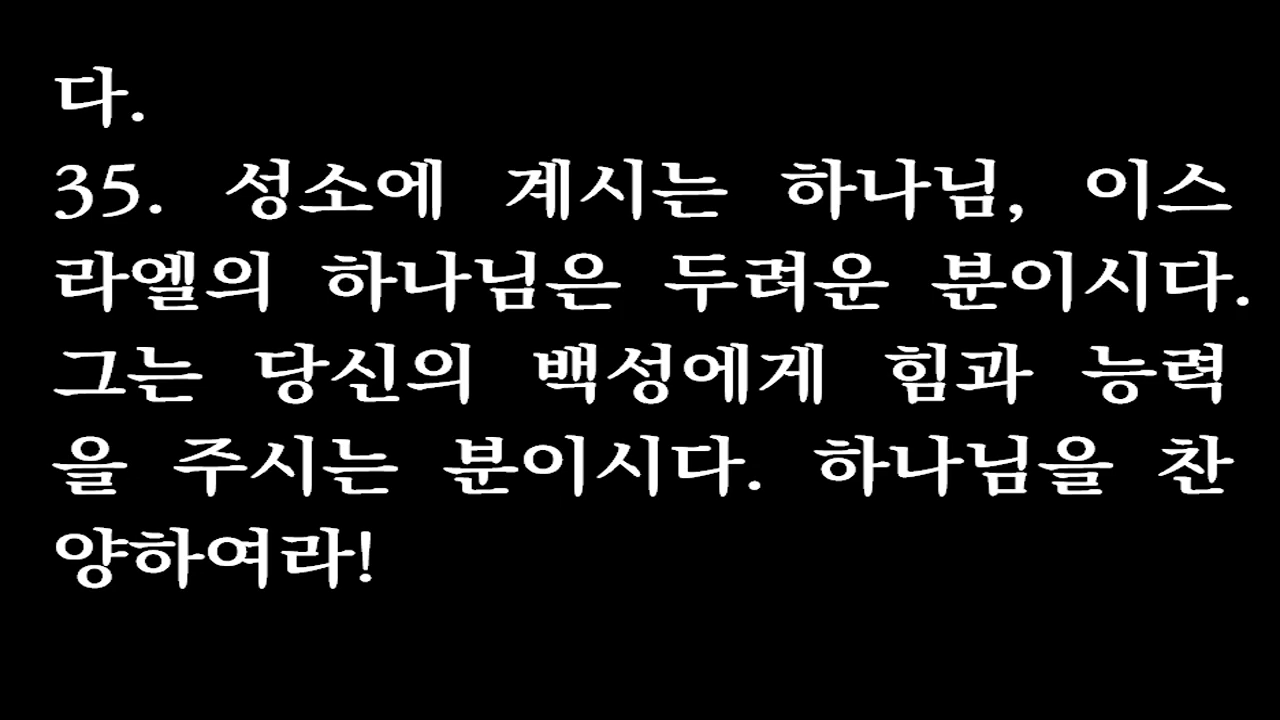 다.
35. 성소에 계시는 하나님, 이스
라엘의 하나님은 두려운 분이시다.
그는 당신의 백성에게 힘과 능력
을 주시는 분이시다. 하나님을 찬
양하여라!